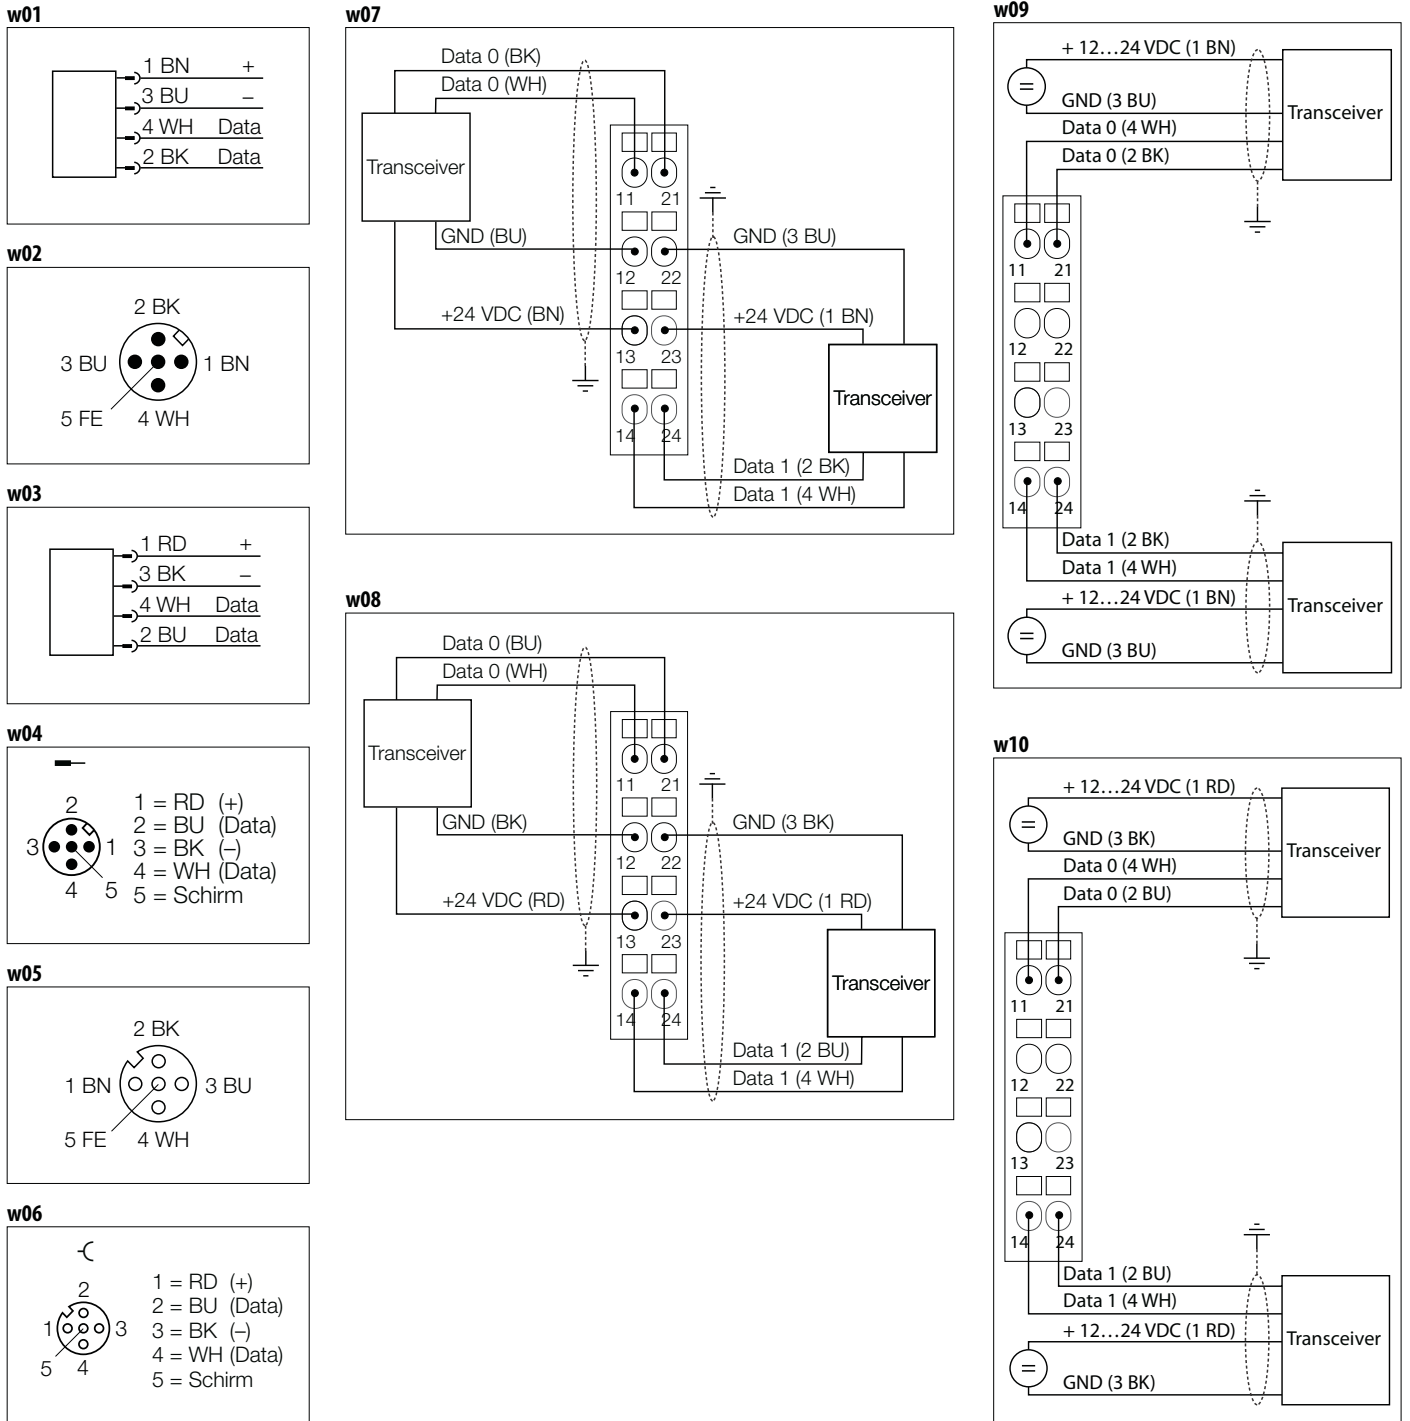 w01
1 BN +
3 BU –
4 WH Data
2 BK Data
w02
2 BK
3 BU
1 BN
5 FE
4 WH
w03
1 RD +
3 BK –
4 WH Data
2 BU Data
w04
2
3
1
4
5
1 = RD (+)
2 = BU (Data)
3 = BK (–)
4 = WH (Data)
5 = Schirm
w05
2 BK
1 BN
3 BU
5 FE
4 WH
w06
2
1
3
5
4
1 = RD (+)
2 = BU (Data)
3 = BK (–)
4 = WH (Data)
5 = Schirm
w07
Data 0 (BK)
Data 0 (WH)
Transceiver
11 21
GND (BU)
GND (3 BU)
12 22
+24 VDC (BN)
+24 VDC (1 BN)
13 23
Transceiver
14 24
Data 1 (2 BK)
Data 1 (4 WH)
w08
Data 0 (BU)
Data 0 (WH)
Transceiver
11 21
GND (BK)
GND (3 BK)
12 22
+24 VDC (RD)
+24 VDC (1 RD)
13 23
Transceiver
14 24
Data 1 (2 BU)
Data 1 (4 WH)
w09
+ 12…24 VDC (1 BN)
=
GND (3 BU)
Transceiver
Data 0 (4 WH)
Data 0 (2 BK)
11 21
12 22
13 23
14 24
Data 1 (2 BK)
Data 1 (4 WH)
+ 12…24 VDC (1 BN)
Transceiver
=
GND (3 BU)
w10
+ 12…24 VDC (1 RD)
=
GND (3 BK)
Transceiver
Data 0 (4 WH)
Data 0 (2 BU)
11 21
12 22
13 23
14 24
Data 1 (2 BU)
Data 1 (4 WH)
+ 12…24 VDC (1 RD)
Transceiver
=
GND (3 BK)